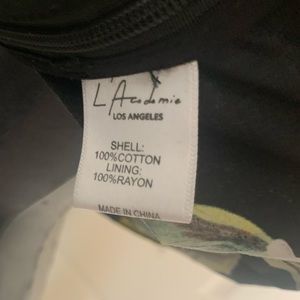 L'Academie
LOS ANGELES
SHELL:
100%COTTON
LINING:
100%RAYON
MADE IN CHINA